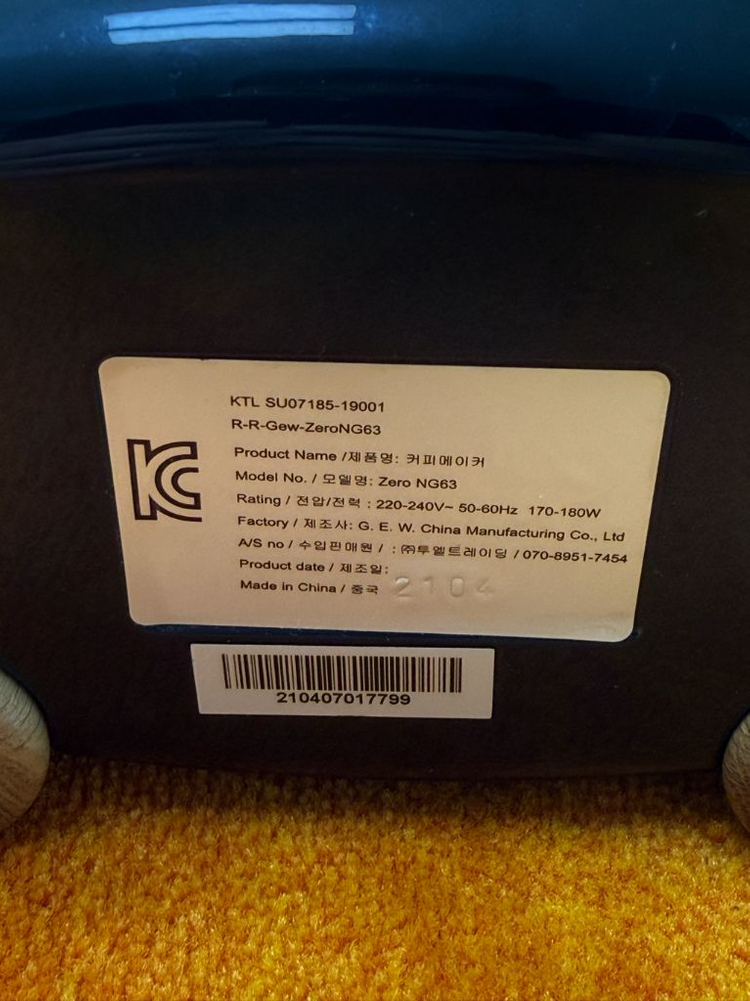 KTL SU07185-19001
R-R-Gew-ZeroNG63
KC
Product Name /제품명: 커피메이커
Model No. / 모델명: Zero NG63
Rating / 전압/전력 : 220-240V~ 50-60Hz 170-180W
Factory / 제조사: G. E. W. China Manufacturing Co., Ltd
A/S no / 수입판매원 / : ㈜투엘트레이딩 / 070-8951-7454
Product date / 제조일:
Made in China / 중국 2104
210407017799